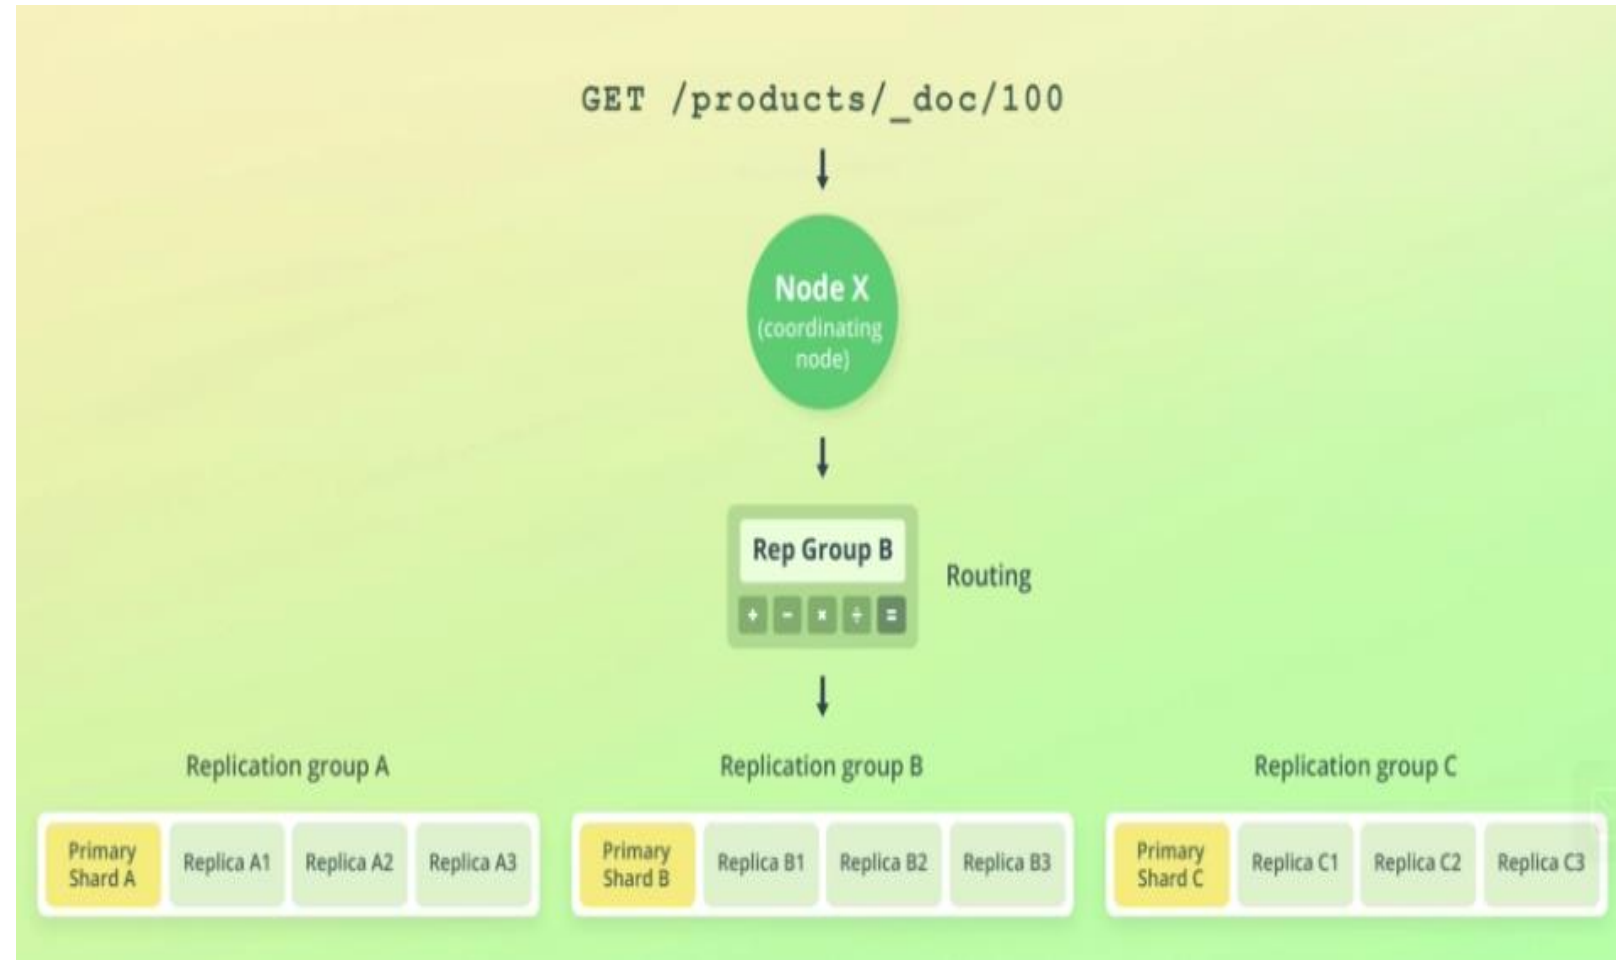 GET /products/_doc/100
Node X
(coordinating
node)
Rep Group B
+ - × ÷ =
Routing
Replication group A
Replication group B
Replication group C
Primary
Shard A
Replica A1
Replica A2
Replica A3
Primary
Shard B
Replica B1
Replica B2
Replica B3
Primary
Shard C
Replica C1
Replica C2
Replica C3